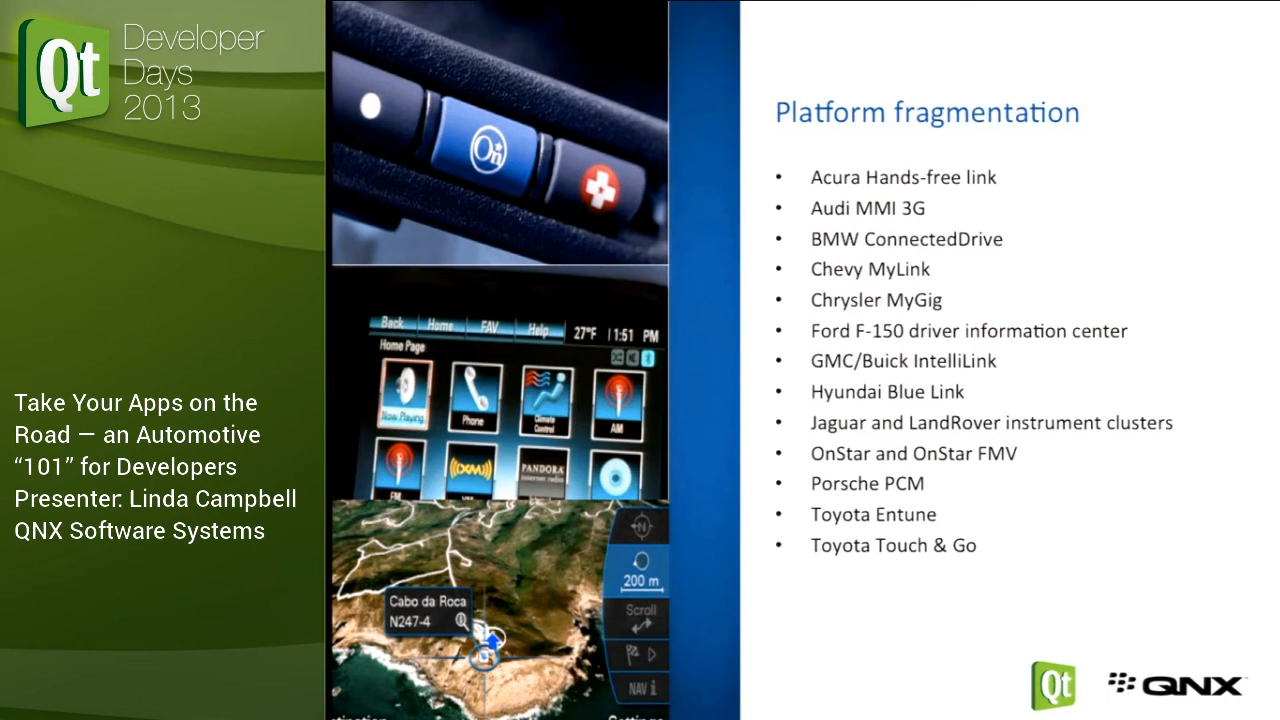 Qt Developer
Days
2013
Take Your Apps on the
Road — an Automotive
“101” for Developers
Presenter: Linda Campbell
QNX Software Systems
On
Back Home FAV Help 27°F 1:51 PM
Home Page
Now Playing
Phone
Climate
Control
AM
FM
XM
PANDORA
internet radio
Cabo da Roca
N247-4
N
200 m
Scroll
NAV i
Platform fragmentation
• Acura Hands-free link
• Audi MMI 3G
• BMW ConnectedDrive
• Chevy MyLink
• Chrysler MyGig
• Ford F-150 driver information center
• GMC/Buick IntelliLink
• Hyundai Blue Link
• Jaguar and LandRover instrument clusters
• OnStar and OnStar FMV
• Porsche PCM
• Toyota Entune
• Toyota Touch & Go
Qt QNX